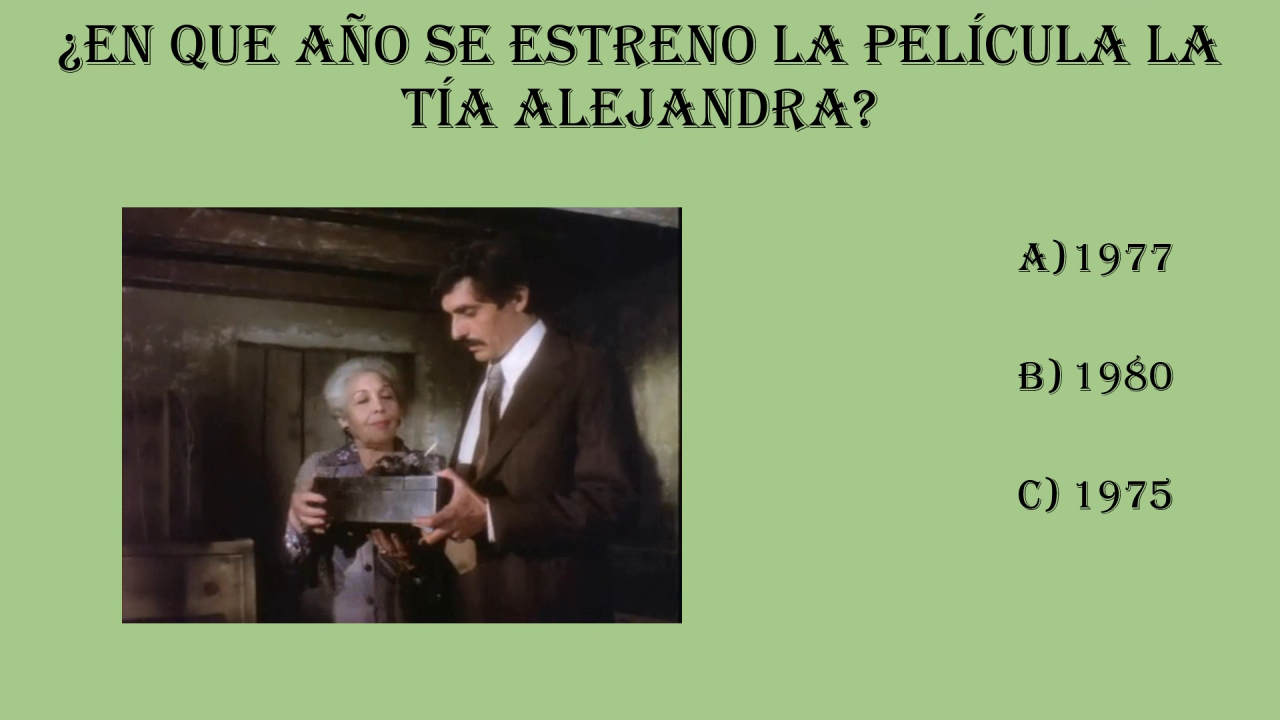 ¿EN QUE AÑO SE ESTRENO LA PELÍCULA LA
TÍA ALEJANDRA?
A) 1977
B) 1980
C) 1975